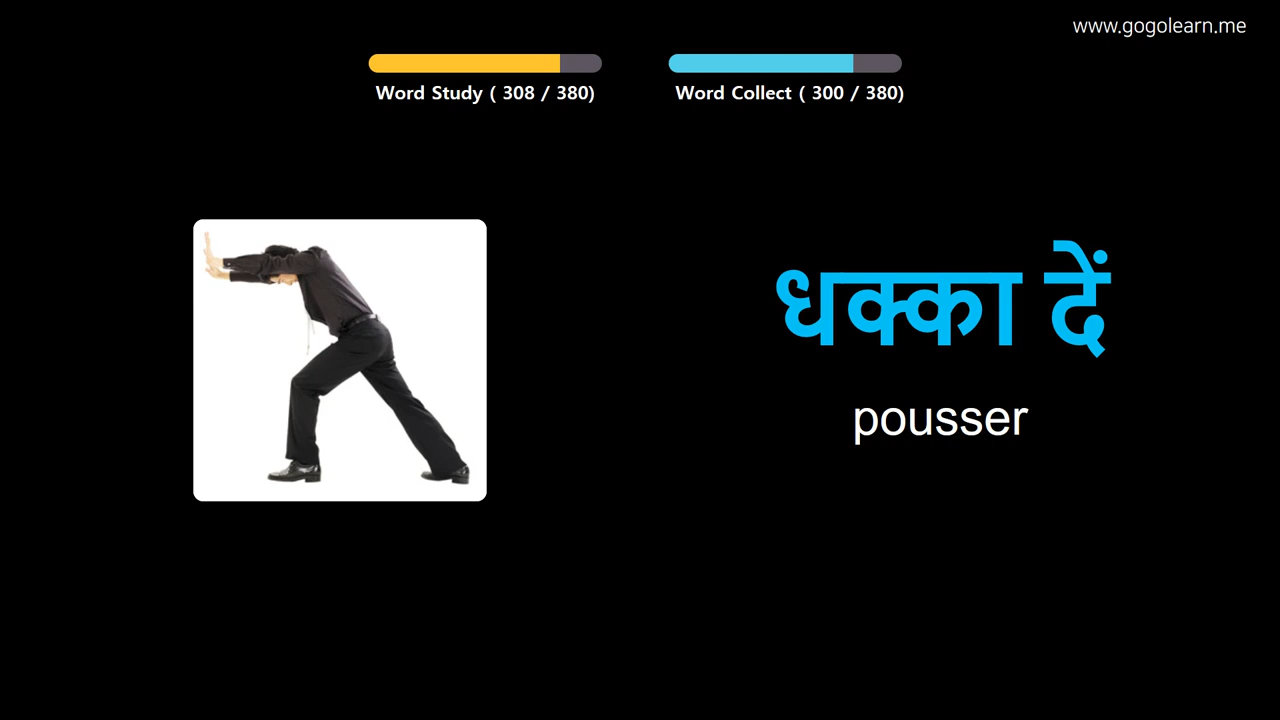 www.gogolearn.me
Word Study ( 308 / 380)
Word Collect ( 300 / 380)
धक्का दें
pousser